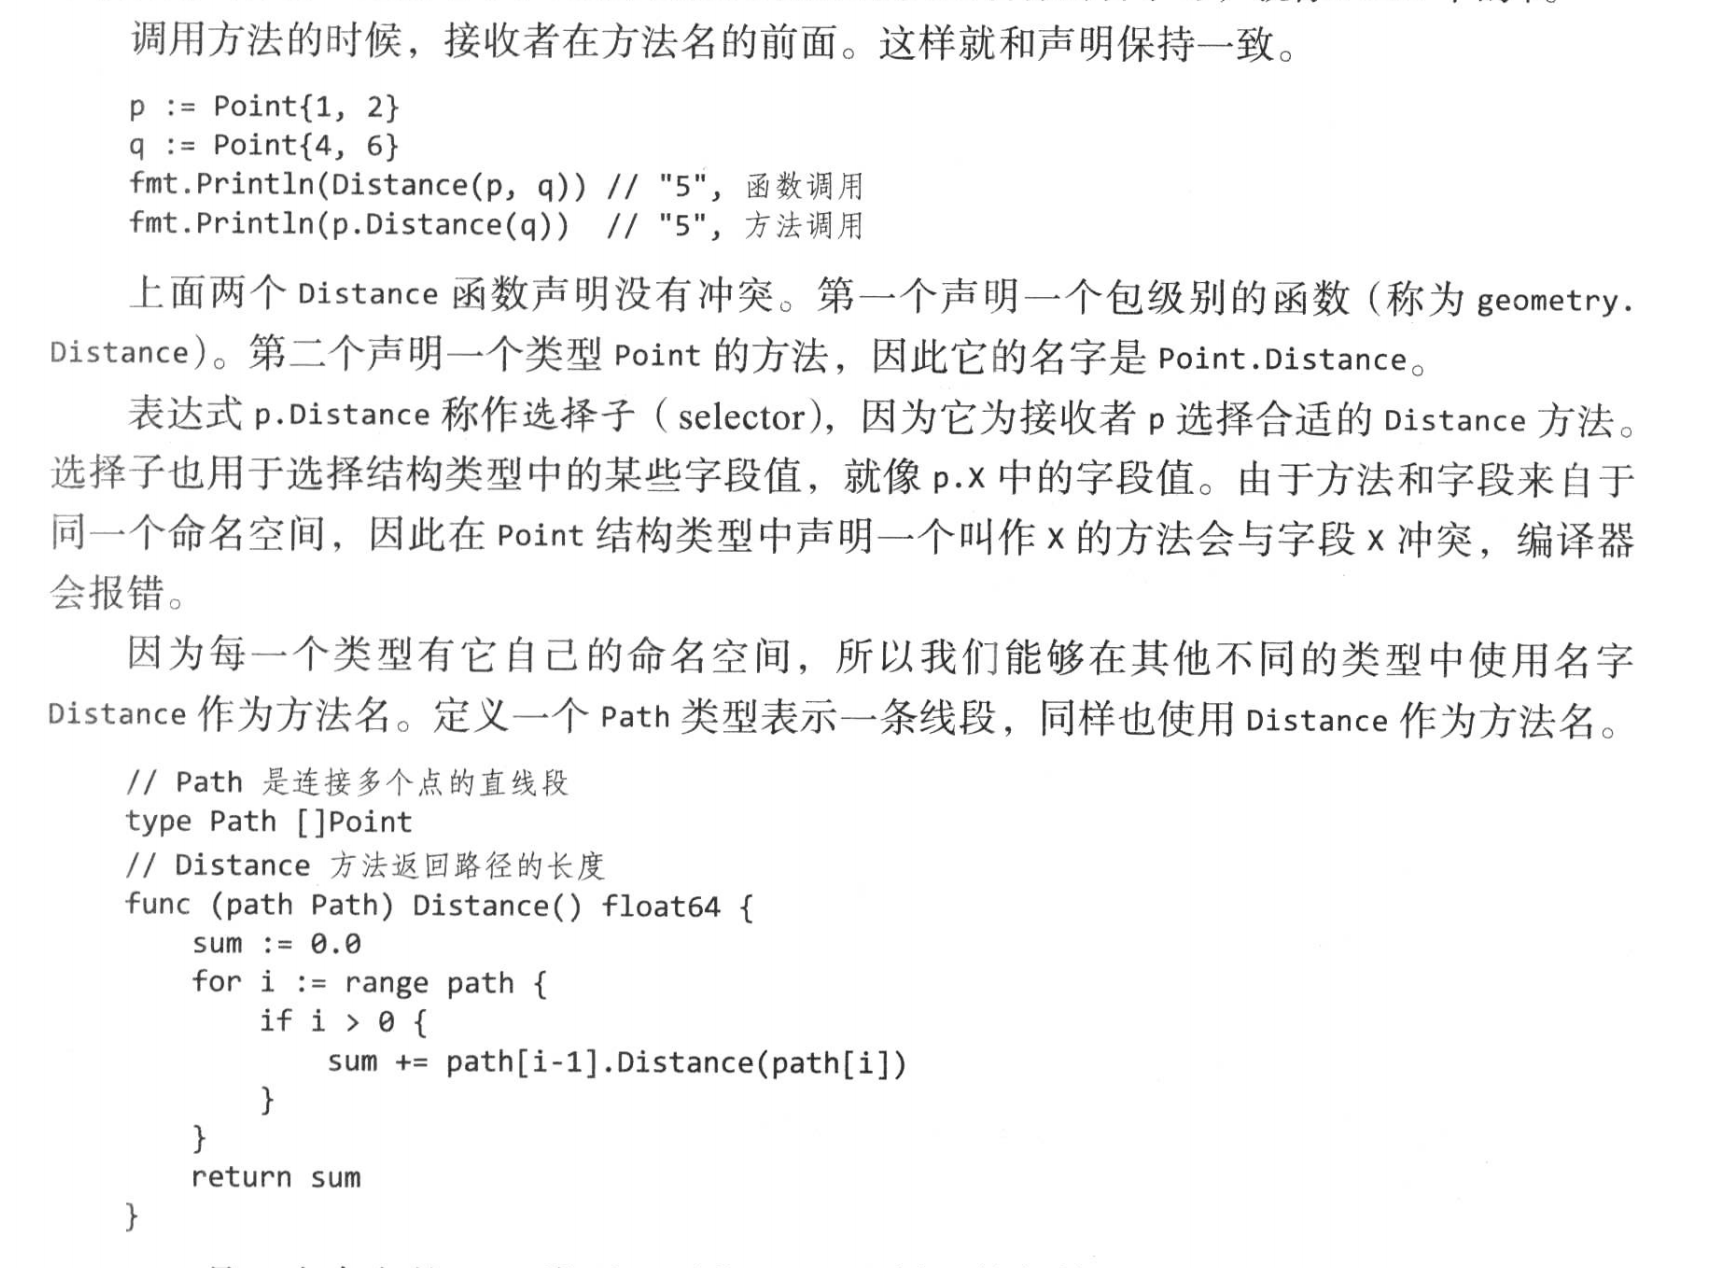 调用方法的时候，接收者在方法名的前面。这样就和声明保持一致。
p := Point{1, 2}
q := Point{4, 6}
fmt.Println(Distance(p, q)) // "5", 函数调用
fmt.Println(p.Distance(q))  // "5", 方法调用
上面两个 Distance 函数声明没有冲突。第一个声明一个包级别的函数（称为 geometry.
Distance）。第二个声明一个类型 Point 的方法，因此它的名字是 Point.Distance。
表达式 p.Distance 称作选择子（selector），因为它为接收者 p 选择合适的 Distance 方法。
选择子也用于选择结构类型中的某些字段值，就像 p.X 中的字段值。由于方法和字段来自于
同一个命名空间，因此在 Point 结构类型中声明一个叫作 X 的方法会与字段 X 冲突，编译器
会报错。
因为每一个类型有它自己的命名空间，所以我们能够在其他不同的类型中使用名字
Distance 作为方法名。定义一个 Path 类型表示一条线段，同样也使用 Distance 作为方法名。
// Path 是连接多个点的直线段
type Path []Point
// Distance 方法返回路径的长度
func (path Path) Distance() float64 {
    sum := 0.0
    for i := range path {
        if i > 0 {
            sum += path[i-1].Distance(path[i])
        }
    }
    return sum
}